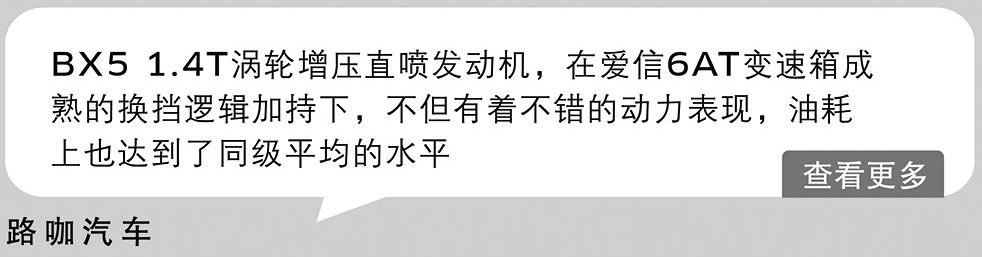 BX5 1.4T涡轮增压直喷发动机，在爱信6AT变速箱成
熟的换挡逻辑加持下，不但有着不错的动力表现，油耗
上也达到了同级平均的水平
查看更多
路咖汽车